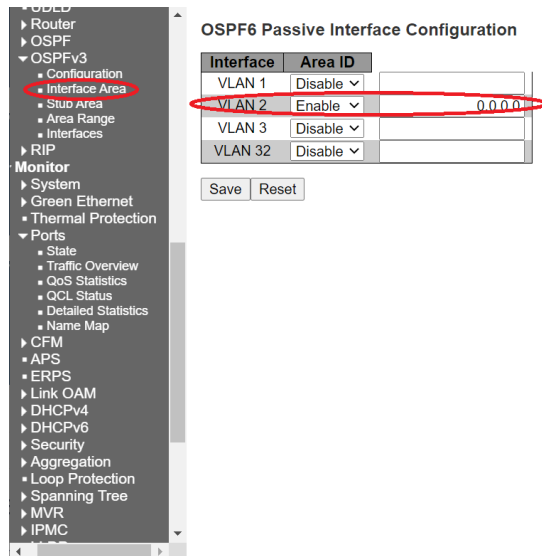 Router
OSPF
OSPFv3
Configuration
Interface Area
Stub Area
Area Range
Interfaces
RIP
Monitor
System
Green Ethernet
Thermal Protection
Ports
State
Traffic Overview
QoS Statistics
QCL Status
Detailed Statistics
Name Map
CFM
APS
ERPS
Link OAM
DHCPv4
DHCPv6
Security
Aggregation
Loop Protection
Spanning Tree
MVR
IPMC
OSPF6 Passive Interface Configuration
Interface Area ID
VLAN 1 Disable
VLAN 2 Enable 0.0.0.0
VLAN 3 Disable
VLAN 32 Disable
Save Reset